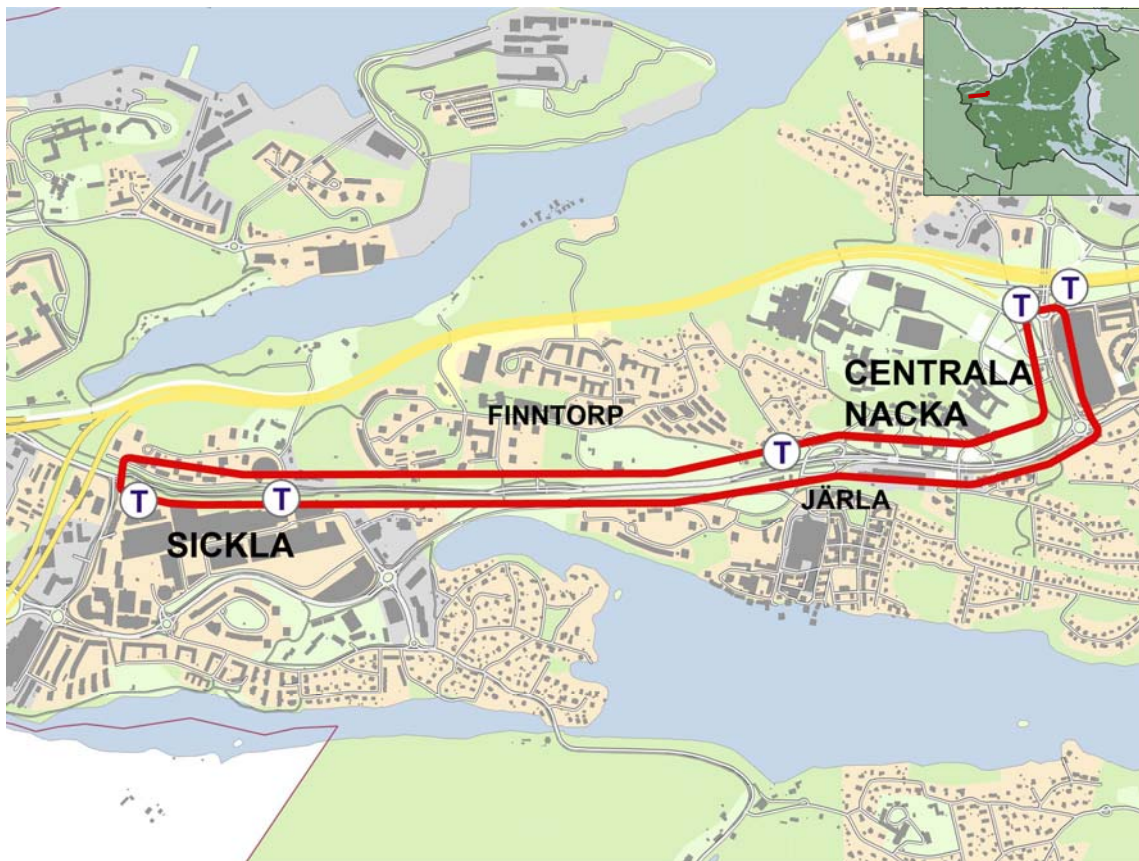 T
T
CENTRALA
NACKA
FINNTORP
T
T
T
JÄRLA
SICKLA